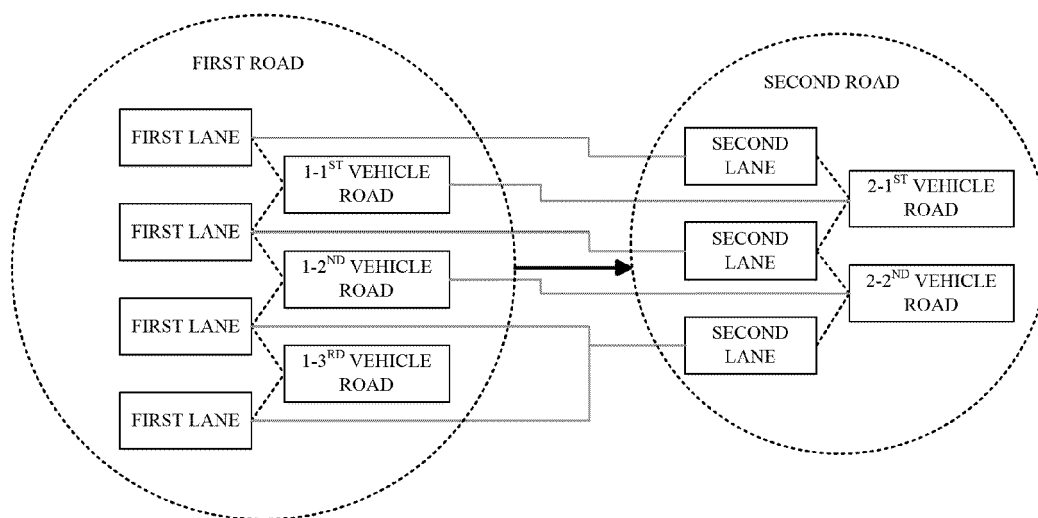 FIRST ROAD
FIRST LANE
1-1ST VEHICLE
ROAD
FIRST LANE
1-2ND VEHICLE
ROAD
FIRST LANE
1-3RD VEHICLE
ROAD
FIRST LANE
SECOND ROAD
SECOND
LANE
2-1ST VEHICLE
ROAD
SECOND
LANE
2-2ND VEHICLE
ROAD
SECOND
LANE